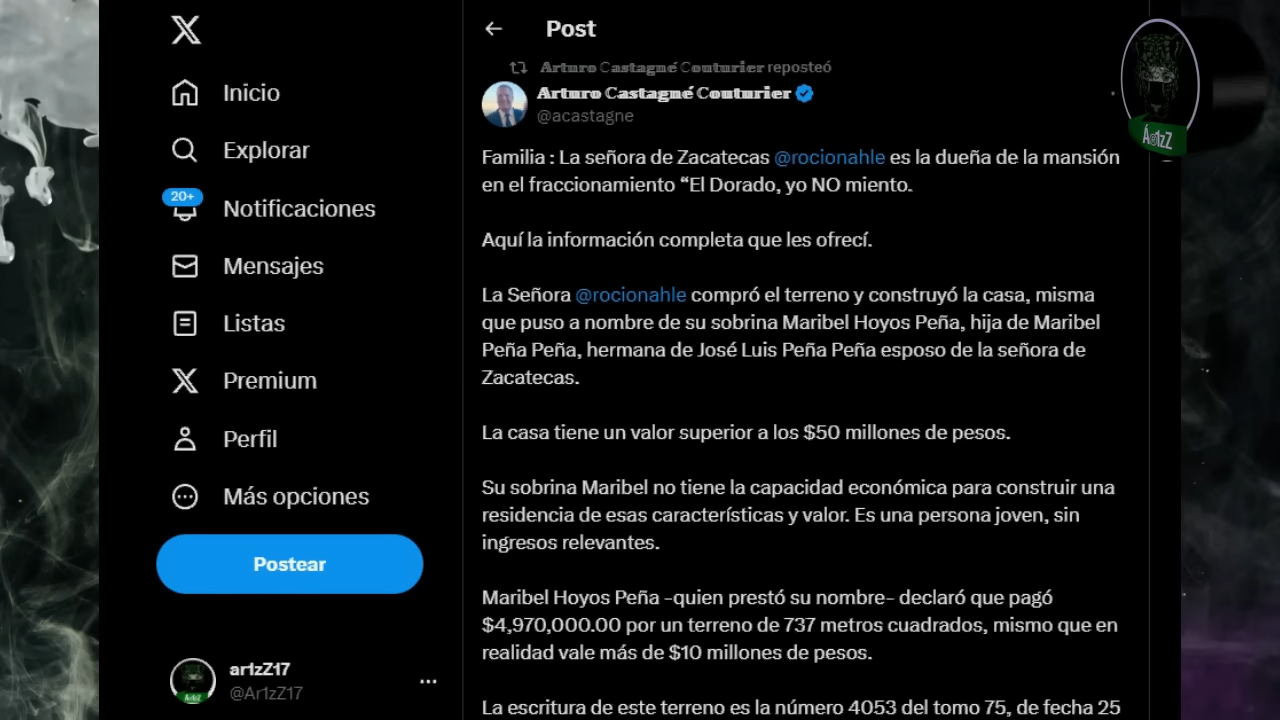 Post
Arturo Castagné Couturier reposteó
Arturo Castagné Couturier
@acastagne
Inicio
Explorar
20+
Notificaciones
Mensajes
Listas
Premium
Perfil
Más opciones
Postear
ar1zZ17
@Ar1zZ17
Familia : La señora de Zacatecas @rocionahle es la dueña de la mansión
en el fraccionamiento “El Dorado, yo NO miento.
Aquí la información completa que les ofrecí.
La Señora @rocionahle compró el terreno y construyó la casa, misma
que puso a nombre de su sobrina Maribel Hoyos Peña, hija de Maribel
Peña Peña, hermana de José Luis Peña Peña esposo de la señora de
Zacatecas.
La casa tiene un valor superior a los $50 millones de pesos.
Su sobrina Maribel no tiene la capacidad económica para construir una
residencia de esas características y valor. Es una persona joven, sin
ingresos relevantes.
Maribel Hoyos Peña -quien prestó su nombre- declaró que pagó
$4,970,000.00 por un terreno de 737 metros cuadrados, mismo que en
realidad vale más de $10 millones de pesos.
La escritura de este terreno es la número 4053 del tomo 75, de fecha 25